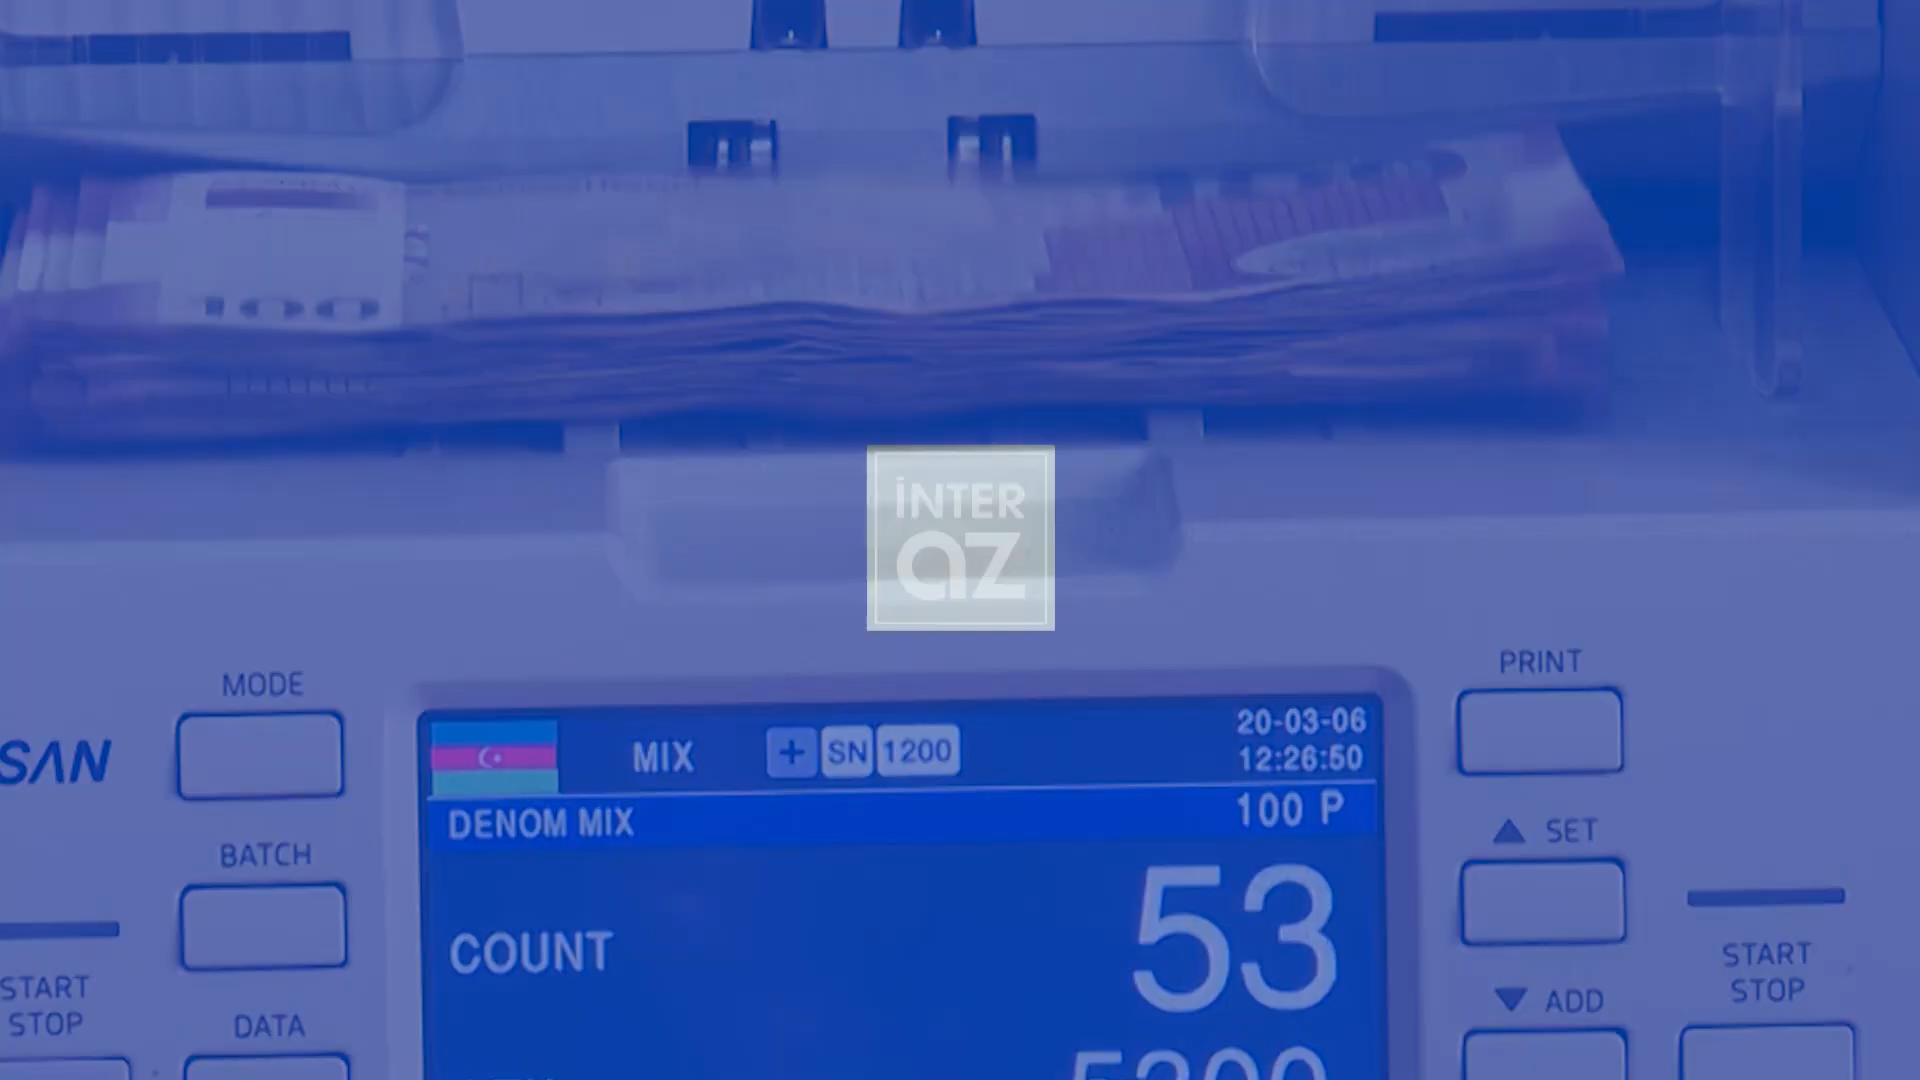 İNTER
az
PRINT
MODE
SAN
MIX
+ SN 1200
20-03-06
12:26:50
DENOM MIX
100 P
SET
BATCH
COUNT
53
START
STOP
START
STOP
ADD
DATA